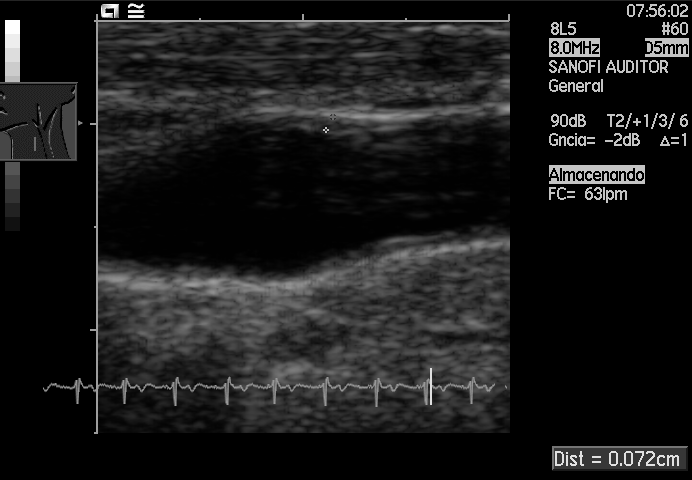 07:56:02
8L5 #60
8.0MHz D5mm
SANOFI AUDITOR
General
90dB T2/+1/3/ 6
Gncia= -2dB Δ=1
Almacenando
FC= 63lpm
Dist = 0.072cm